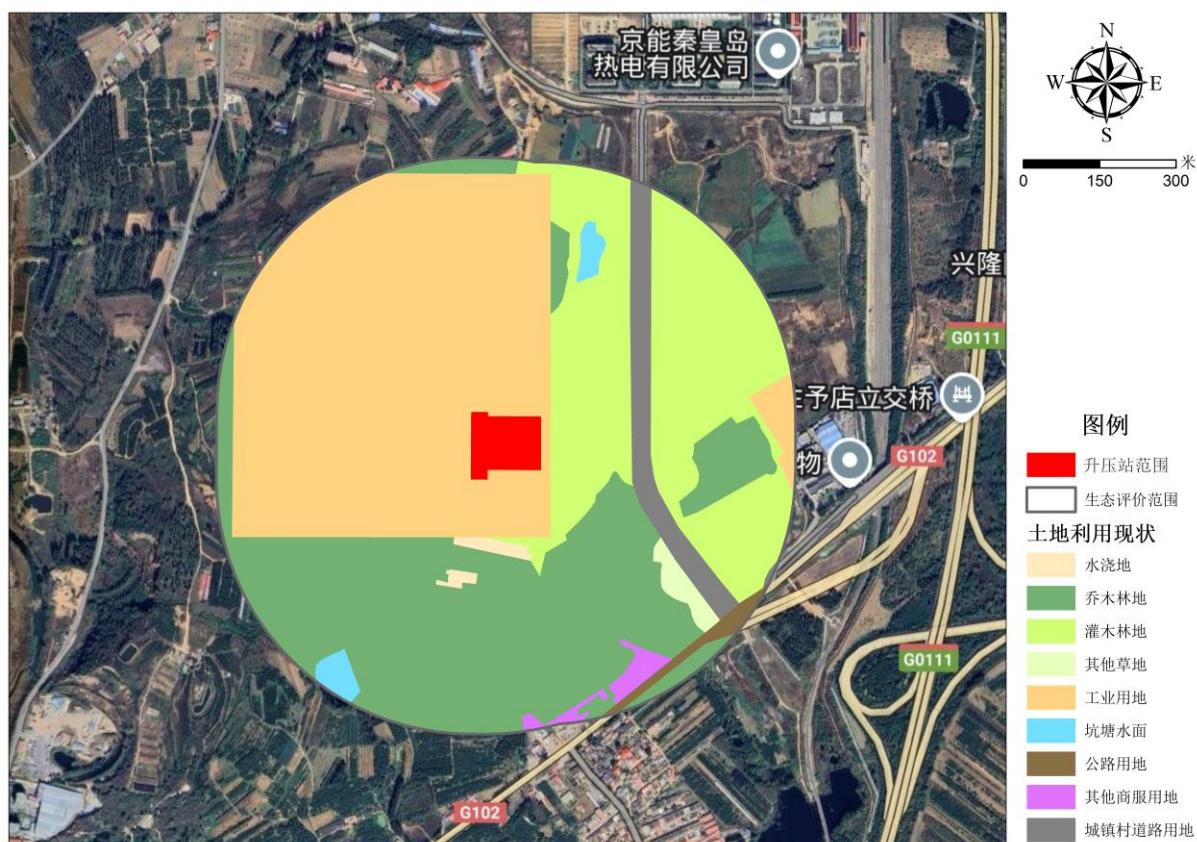 京能秦皇岛
热电有限公司
N
W
E
S
米
0
150
300
兴隆
G0111
予店立交桥
物
G102
G0111
G102
图例
升压站范围
生态评价范围
土地利用现状
水浇地
乔木林地
灌木林地
其他草地
工业用地
坑塘水面
公路用地
其他商服用地
城镇村道路用地